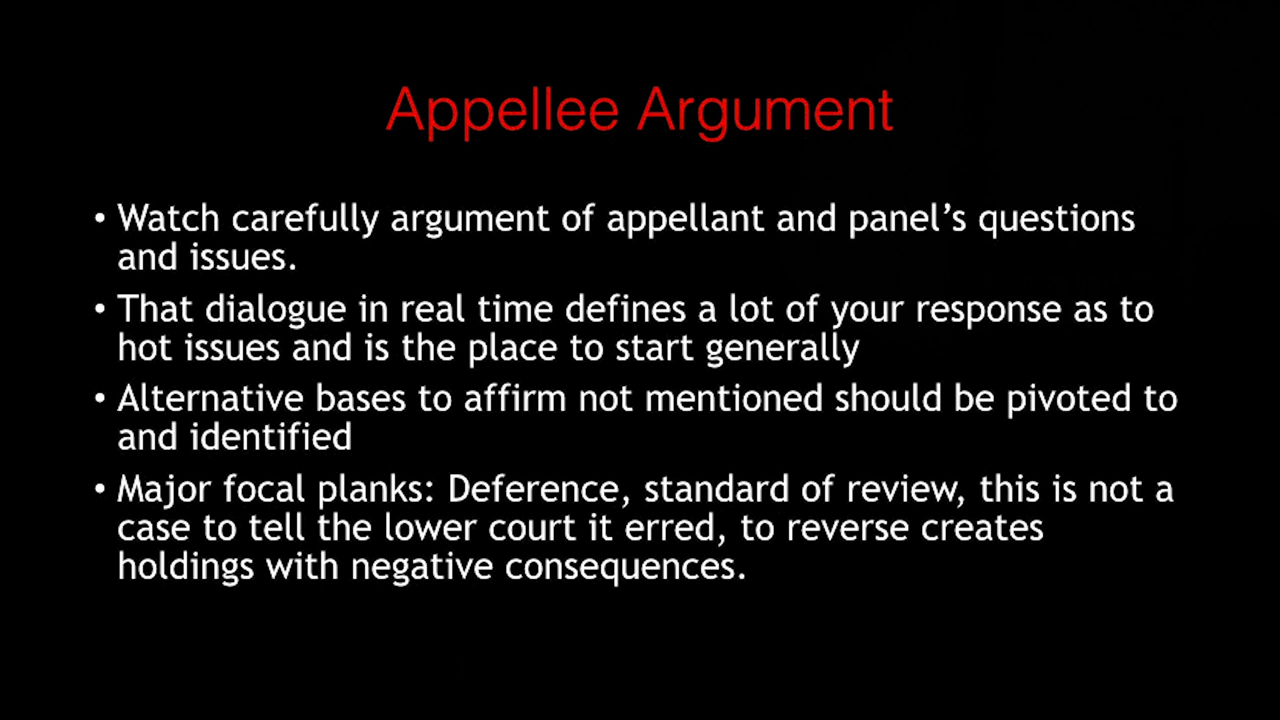 Appellee Argument
• Watch carefully argument of appellant and panel’s questions
and issues.
• That dialogue in real time defines a lot of your response as to
hot issues and is the place to start generally
• Alternative bases to affirm not mentioned should be pivoted to
and identified
• Major focal planks: Deference, standard of review, this is not a
case to tell the lower court it erred, to reverse creates
holdings with negative consequences.